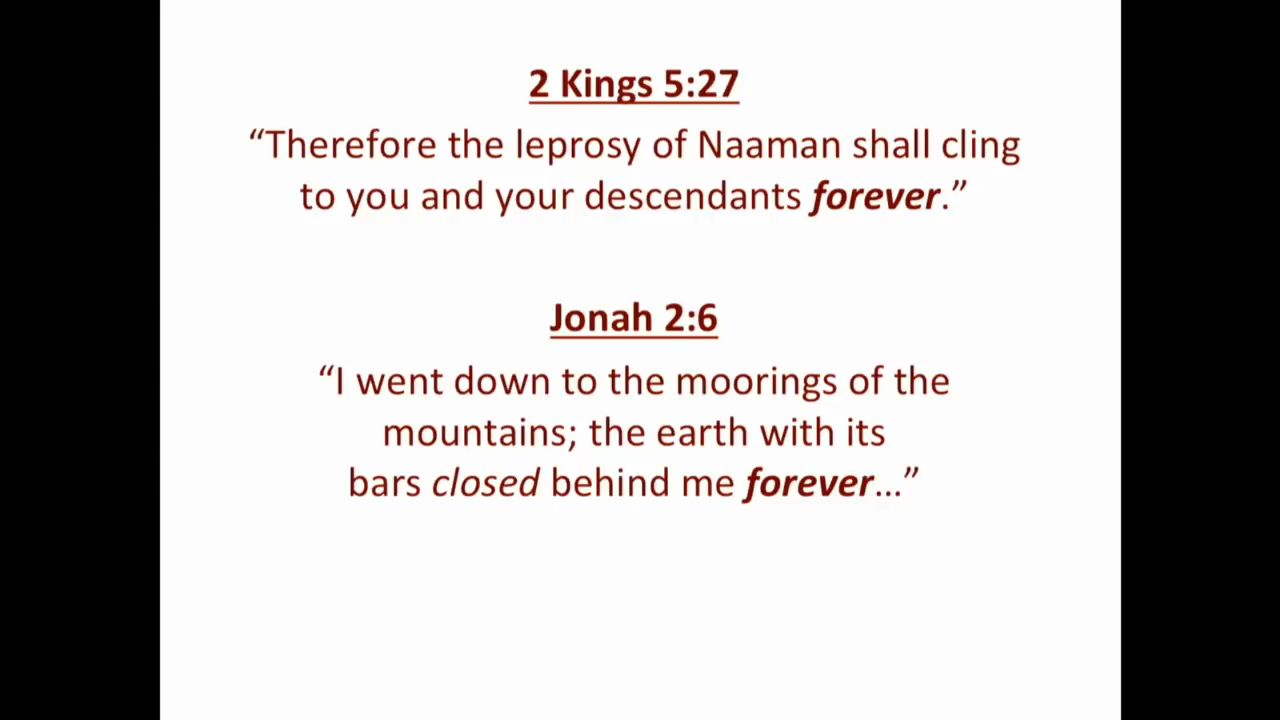 2 Kings 5:27
“Therefore the leprosy of Naaman shall cling
to you and your descendants forever.”
Jonah 2:6
“I went down to the moorings of the
mountains; the earth with its
bars closed behind me forever…”